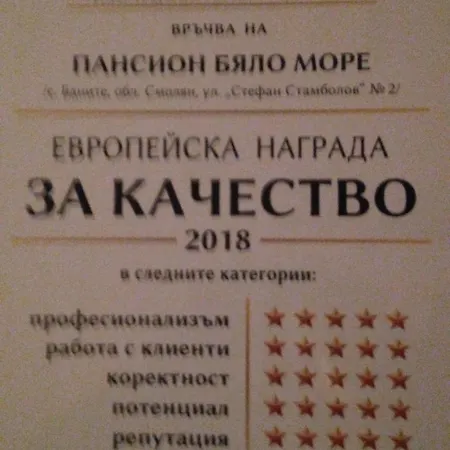 ВРЪЧВА НА
ПАНСИОН БЯЛО МОРЕ
/с. Баните, обл. Смолян, ул. „Стефан Стамболов" № 2/
ЕВРОПЕЙСКА НАГРАДА
ЗА КАЧЕСТВО
2018
в следните категории:
професионализъм
работа с клиенти
коректност
потенциал
репутация